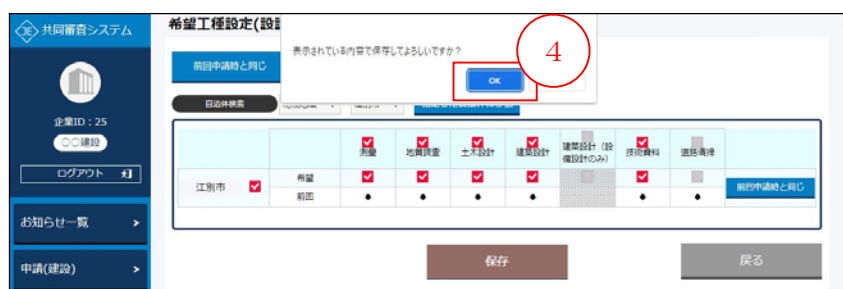 共同審査システム
企業ID：25
〇〇建設
ログアウト
お知らせ一覧 >
申請(建設) >
希望工種設定(設
表示されている内容で保存してよろしいですか？
OK
4
前回申請時と同じ
自治体検索
測量 地質調査 土木設計 建築設計 建築設計（設備設計のみ） 技術資料 道路清掃
江別市 希望
前回 ● ● ● ● ● ●
前回申請時と同じ
保存
戻る